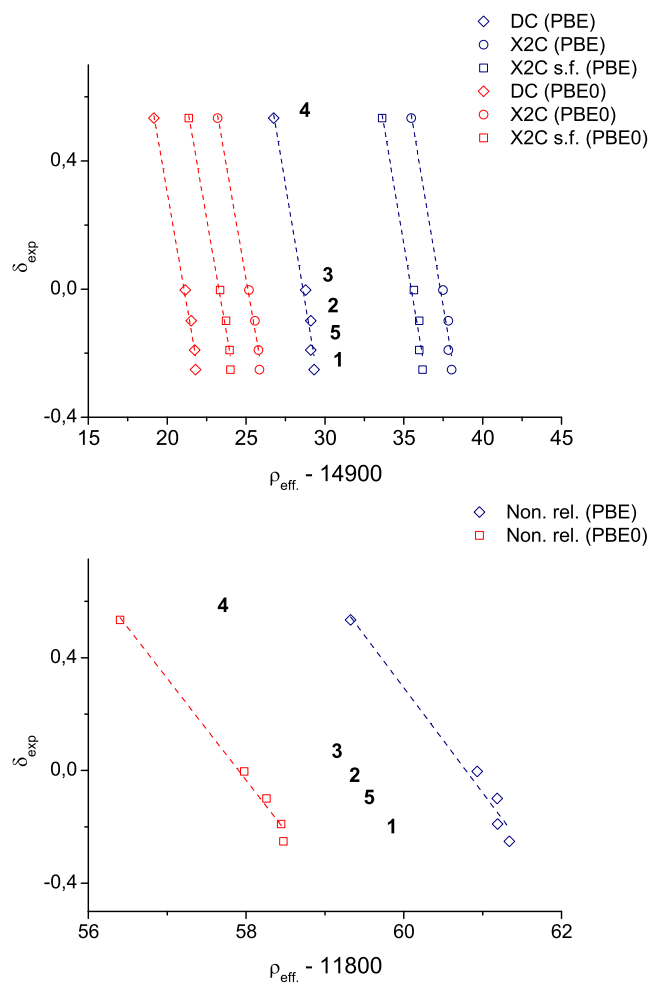 DC (PBE)
X2C (PBE)
X2C s.f. (PBE)
DC (PBE0)
X2C (PBE0)
X2C s.f. (PBE0)
4
0,4
3
δexp
0,0
2
5
1
-0,4
15 20 25 30 35 40 45
ρeff. - 14900
Non. rel. (PBE)
Non. rel. (PBE0)
4
0,4
3
δexp
0,0
2
5
1
-0,4
56 58 60 62
ρeff. - 11800